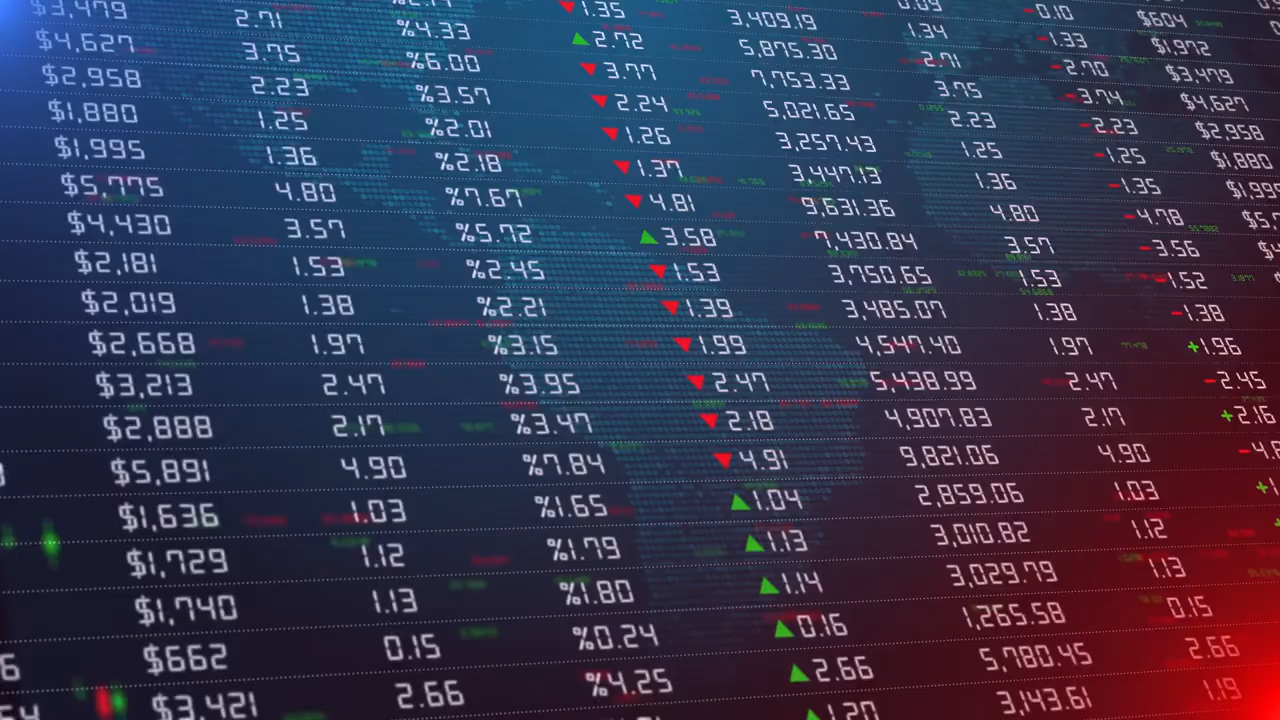 0.09 -0.10 $604
▼1.35 3,409.19 1.34 -1.33 $1,972
$3,479 2.71 %4.33 ▲2.72 5,875.30 2.71 -2.70 $3,479
$4,627 3.75 %6.00 ▼3.77 7,753.33 3.75 -3.74 $4,627
$2,958 2.23 %3.57 ▼2.24 5,021.65 2.23 -2.23 $2,958
$1,880 1.25 %2.01 ▼1.26 3,257.43 1.25 -1.25 $1,880
$1,995 1.36 %2.18 ▼1.37 3,447.13 1.36 -1.35
$5,775 4.80 %7.67 ▼4.81 9,631.36 4.80 -4.78
$4,430 3.57 %5.72 ▲3.58 7,430.84 3.57 -3.56
$2,181 1.53 %2.45 ▼1.53 3,750.65 1.53 -1.52
$2,019 1.38 %2.21 ▼1.39 3,485.07 1.38 -1.38
$2,668 1.97 %3.15 ▼1.99 4,547.40 1.97 +1.96
$3,213 2.47 %3.95 ▼2.47 5,438.99 2.47 -2.45
$2,888 2.17 %3.47 ▼2.18 4,907.83 2.17 +2.16
$5,891 4.90 %7.84 ▼4.91 9,821.06 4.90
$1,636 1.03 %1.65 ▲1.04 2,859.06 1.03
$1,729 1.12 %1.79 ▲1.13 3,010.82 1.12
$1,740 1.13 %1.80 ▲1.14 3,029.79 1.13
$662 0.15 %0.24 ▲0.16 1,265.58 0.15
$3,421 2.66 %4.25 ▲2.66 5,780.45 2.66
▲1.20 3,143.61 1.19